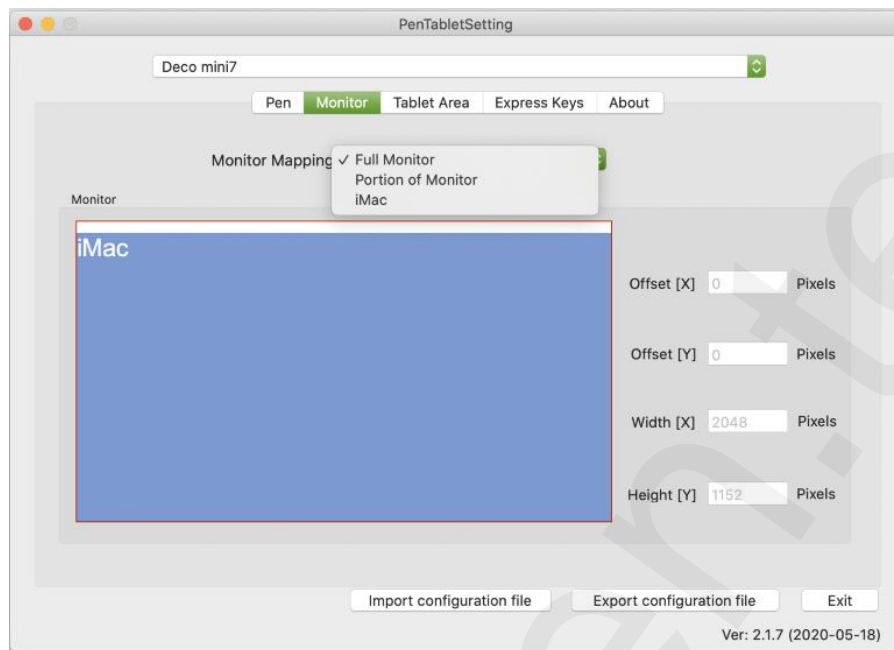 PenTabletSetting
Deco mini7
Pen Monitor Tablet Area Express Keys About
Monitor Mapping ✓ Full Monitor
Portion of Monitor
iMac
Monitor
iMac
Offset [X] 0 Pixels
Offset [Y] 0 Pixels
Width [X] 2048 Pixels
Height [Y] 1152 Pixels
Import configuration file Export configuration file Exit
Ver: 2.1.7 (2020-05-18)